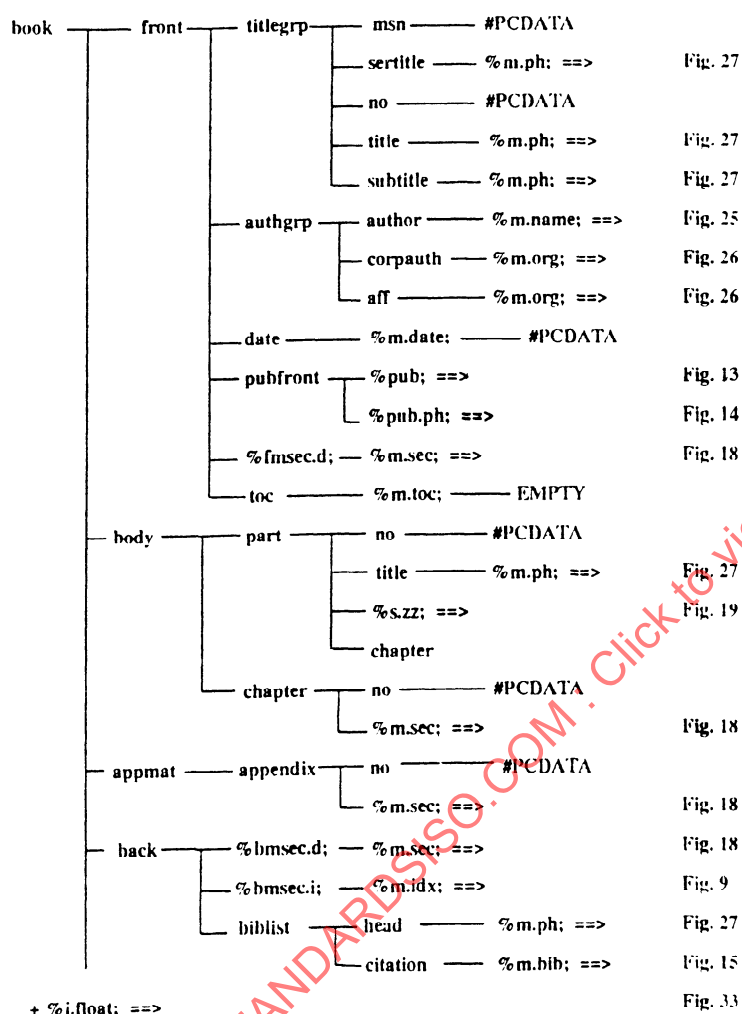 book front titlegrp msn #PCDATA
sertitle %m.ph; ==> Fig. 27
no #PCDATA
title %m.ph; ==> Fig. 27
subtitle %m.ph; ==> Fig. 27
authgrp author %m.name; ==> Fig. 25
corpauth %m.org; ==> Fig. 26
aff %m.org; ==> Fig. 26
date %m.date; #PCDATA
pubfront %pub; ==> Fig. 13
%pub.ph; ==> Fig. 14
%fmsec.d; %m.sec; ==> Fig. 18
toc %m.toc; EMPTY
body part no #PCDATA
title %m.ph; ==> Fig. 27
%s.zz; ==> Fig. 19
chapter
chapter no #PCDATA
%m.sec; ==> Fig. 18
appmat appendix no #PCDATA
%m.sec; ==> Fig. 18
back %bmsec.d; %m.sec; ==> Fig. 18
%bmsec.i; %m.idx; ==> Fig. 9
biblist head %m.ph; ==> Fig. 27
citation %m.bib; ==> Fig. 15
+ %i.float; ==> Fig. 33
STANDARDSISO.COM : Click to vie